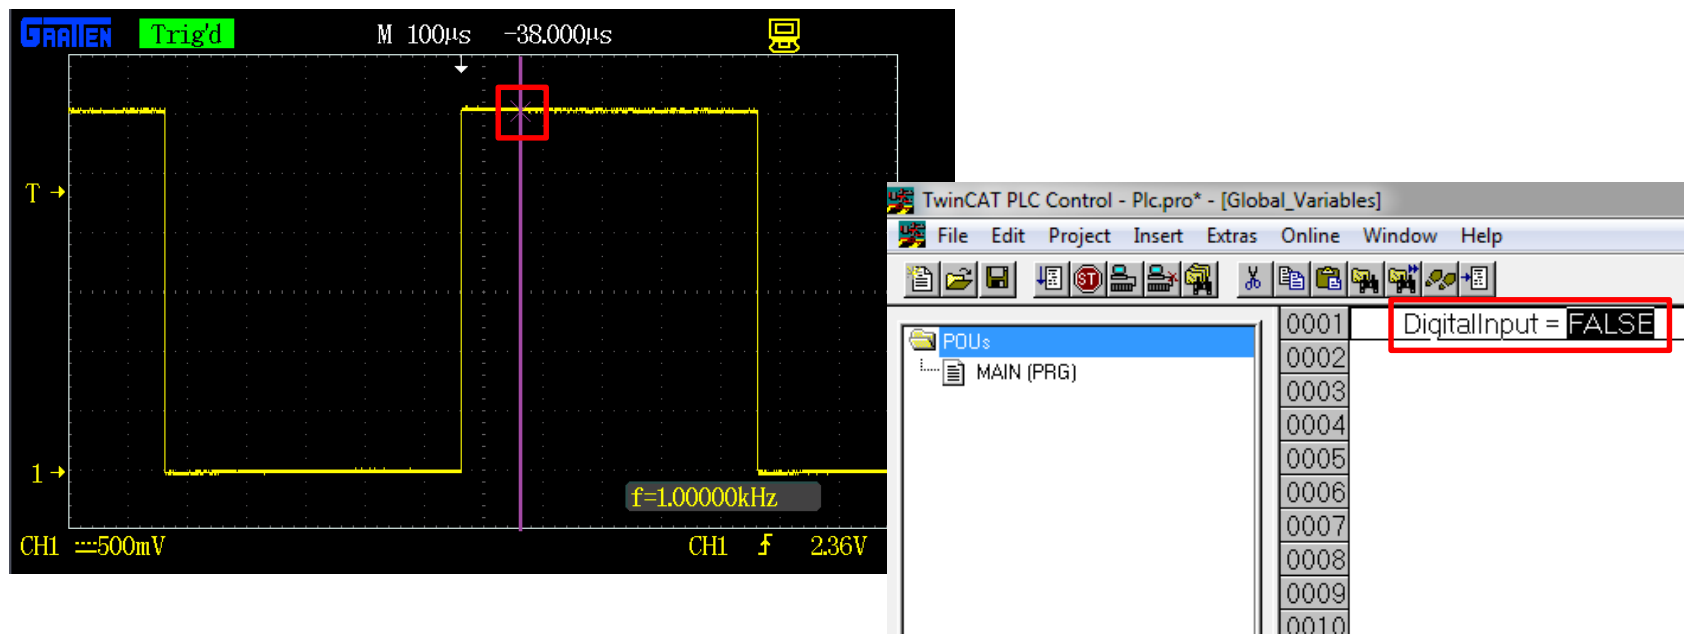 GRATTEN Trig'd M 100µs -38.000µs
T
1
f=1.00000kHz
CH1 500mV CH1 2.36V
TwinCAT PLC Control - Plc.pro* - [Global_Variables]
File Edit Project Insert Extras Online Window Help
ST
POUs
MAIN (PRG)
0001 DigitalInput = FALSE
0002
0003
0004
0005
0006
0007
0008
0009
0010